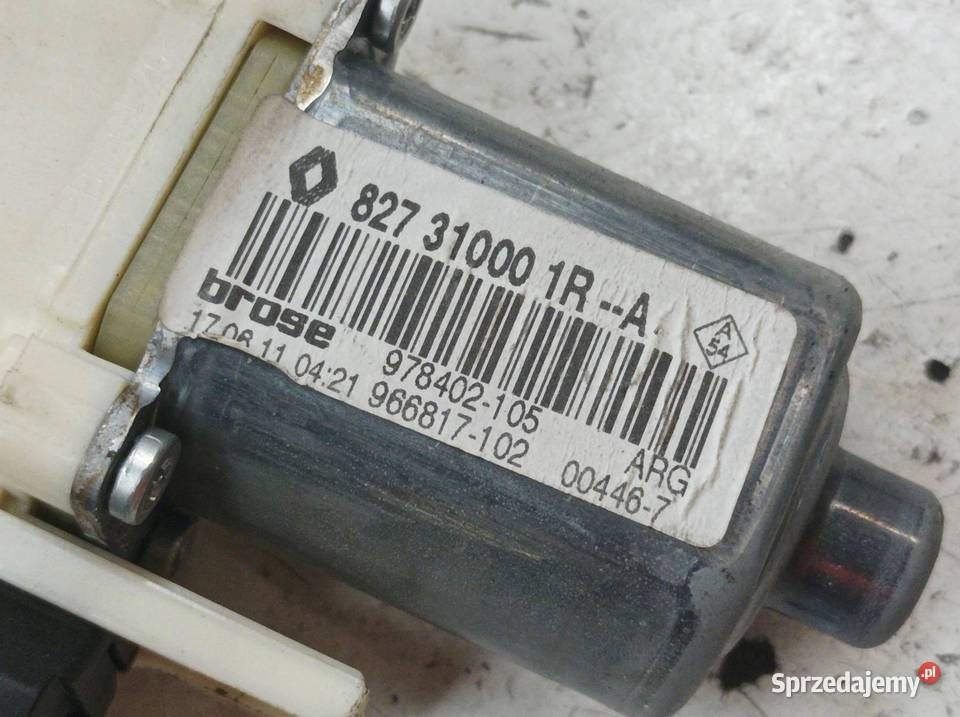 827 31000 1R--A
A
54
brose
978402-105
ARG
17.06.11 04:21 966817-102
00446-7
Sprzedajemy.pl